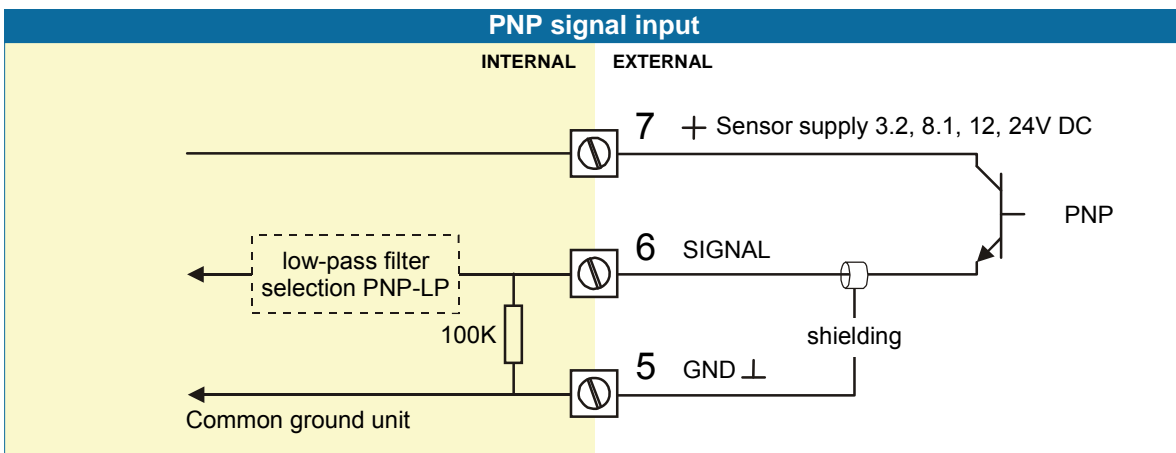 PNP signal input
INTERNAL EXTERNAL
7 + Sensor supply 3.2, 8.1, 12, 24V DC
PNP
6 SIGNAL
low-pass filter
selection PNP-LP
100K
shielding
5 GND ⊥
Common ground unit